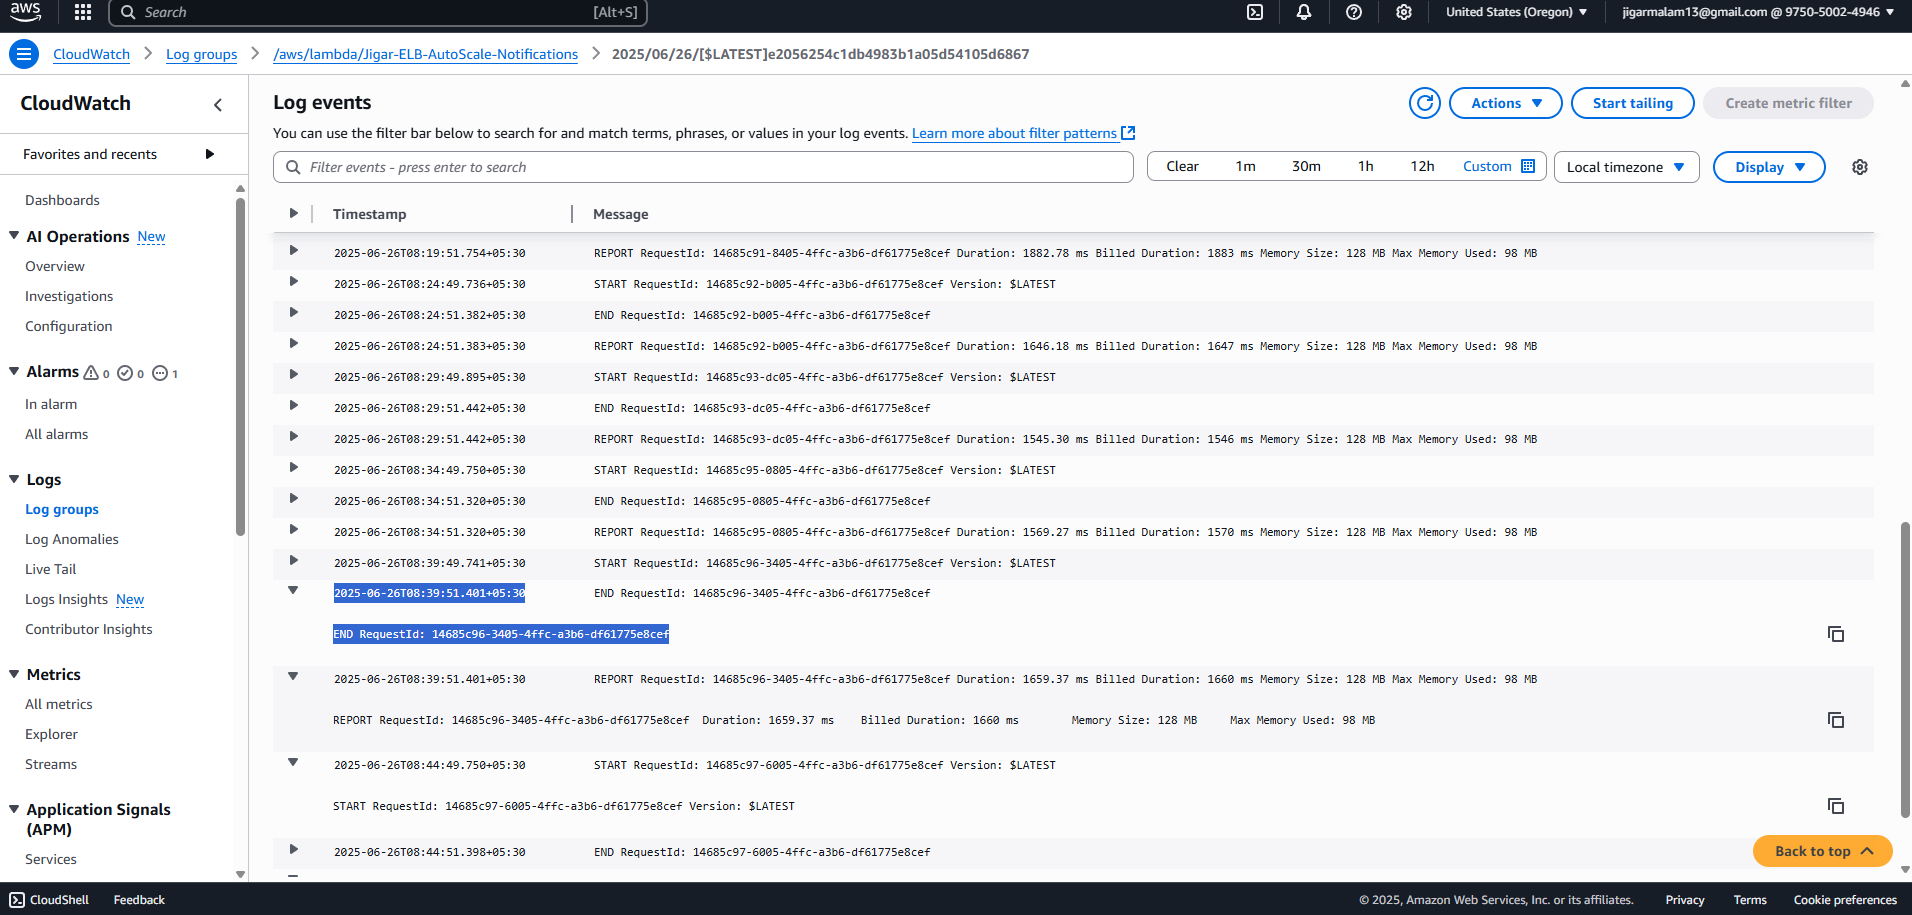 aws Search [Alt+S] United States (Oregon) jigarmalam13@gmail.com @ 9750-5002-4946
CloudWatch Log groups /aws/lambda/Jigar-ELB-AutoScale-Notifications 2025/06/26/[$LATEST]e2056254c1db4983b1a05d54105d6867
CloudWatch
Favorites and recents
Dashboards
AI Operations New
Overview
Investigations
Configuration
Alarms 0 0 1
In alarm
All alarms
Logs
Log groups
Log Anomalies
Live Tail
Logs Insights New
Contributor Insights
Metrics
All metrics
Explorer
Streams
Application Signals
(APM)
Services
Log events
Actions Start tailing Create metric filter
You can use the filter bar below to search for and match terms, phrases, or values in your log events. Learn more about filter patterns
Filter events - press enter to search Clear 1m 30m 1h 12h Custom Local timezone Display
Timestamp Message
2025-06-26T08:19:51.754+05:30 REPORT RequestId: 14685c91-8405-4ffc-a3b6-df61775e8cef Duration: 1882.78 ms Billed Duration: 1883 ms Memory Size: 128 MB Max Memory Used: 98 MB
2025-06-26T08:24:49.736+05:30 START RequestId: 14685c92-b005-4ffc-a3b6-df61775e8cef Version: $LATEST
2025-06-26T08:24:51.382+05:30 END RequestId: 14685c92-b005-4ffc-a3b6-df61775e8cef
2025-06-26T08:24:51.383+05:30 REPORT RequestId: 14685c92-b005-4ffc-a3b6-df61775e8cef Duration: 1646.18 ms Billed Duration: 1647 ms Memory Size: 128 MB Max Memory Used: 98 MB
2025-06-26T08:29:49.895+05:30 START RequestId: 14685c93-dc05-4ffc-a3b6-df61775e8cef Version: $LATEST
2025-06-26T08:29:51.442+05:30 END RequestId: 14685c93-dc05-4ffc-a3b6-df61775e8cef
2025-06-26T08:29:51.442+05:30 REPORT RequestId: 14685c93-dc05-4ffc-a3b6-df61775e8cef Duration: 1545.30 ms Billed Duration: 1546 ms Memory Size: 128 MB Max Memory Used: 98 MB
2025-06-26T08:34:49.750+05:30 START RequestId: 14685c95-0805-4ffc-a3b6-df61775e8cef Version: $LATEST
2025-06-26T08:34:51.320+05:30 END RequestId: 14685c95-0805-4ffc-a3b6-df61775e8cef
2025-06-26T08:34:51.320+05:30 REPORT RequestId: 14685c95-0805-4ffc-a3b6-df61775e8cef Duration: 1569.27 ms Billed Duration: 1570 ms Memory Size: 128 MB Max Memory Used: 98 MB
2025-06-26T08:39:49.741+05:30 START RequestId: 14685c96-3405-4ffc-a3b6-df61775e8cef Version: $LATEST
2025-06-26T08:39:51.401+05:30 END RequestId: 14685c96-3405-4ffc-a3b6-df61775e8cef
END RequestId: 14685c96-3405-4ffc-a3b6-df61775e8cef
2025-06-26T08:39:51.401+05:30 REPORT RequestId: 14685c96-3405-4ffc-a3b6-df61775e8cef Duration: 1659.37 ms Billed Duration: 1660 ms Memory Size: 128 MB Max Memory Used: 98 MB
REPORT RequestId: 14685c96-3405-4ffc-a3b6-df61775e8cef Duration: 1659.37 ms Billed Duration: 1660 ms Memory Size: 128 MB Max Memory Used: 98 MB
2025-06-26T08:44:49.750+05:30 START RequestId: 14685c97-6005-4ffc-a3b6-df61775e8cef Version: $LATEST
START RequestId: 14685c97-6005-4ffc-a3b6-df61775e8cef Version: $LATEST
2025-06-26T08:44:51.398+05:30 END RequestId: 14685c97-6005-4ffc-a3b6-df61775e8cef
Back to top
CloudShell Feedback © 2025, Amazon Web Services, Inc. or its affiliates. Privacy Terms Cookie preferences